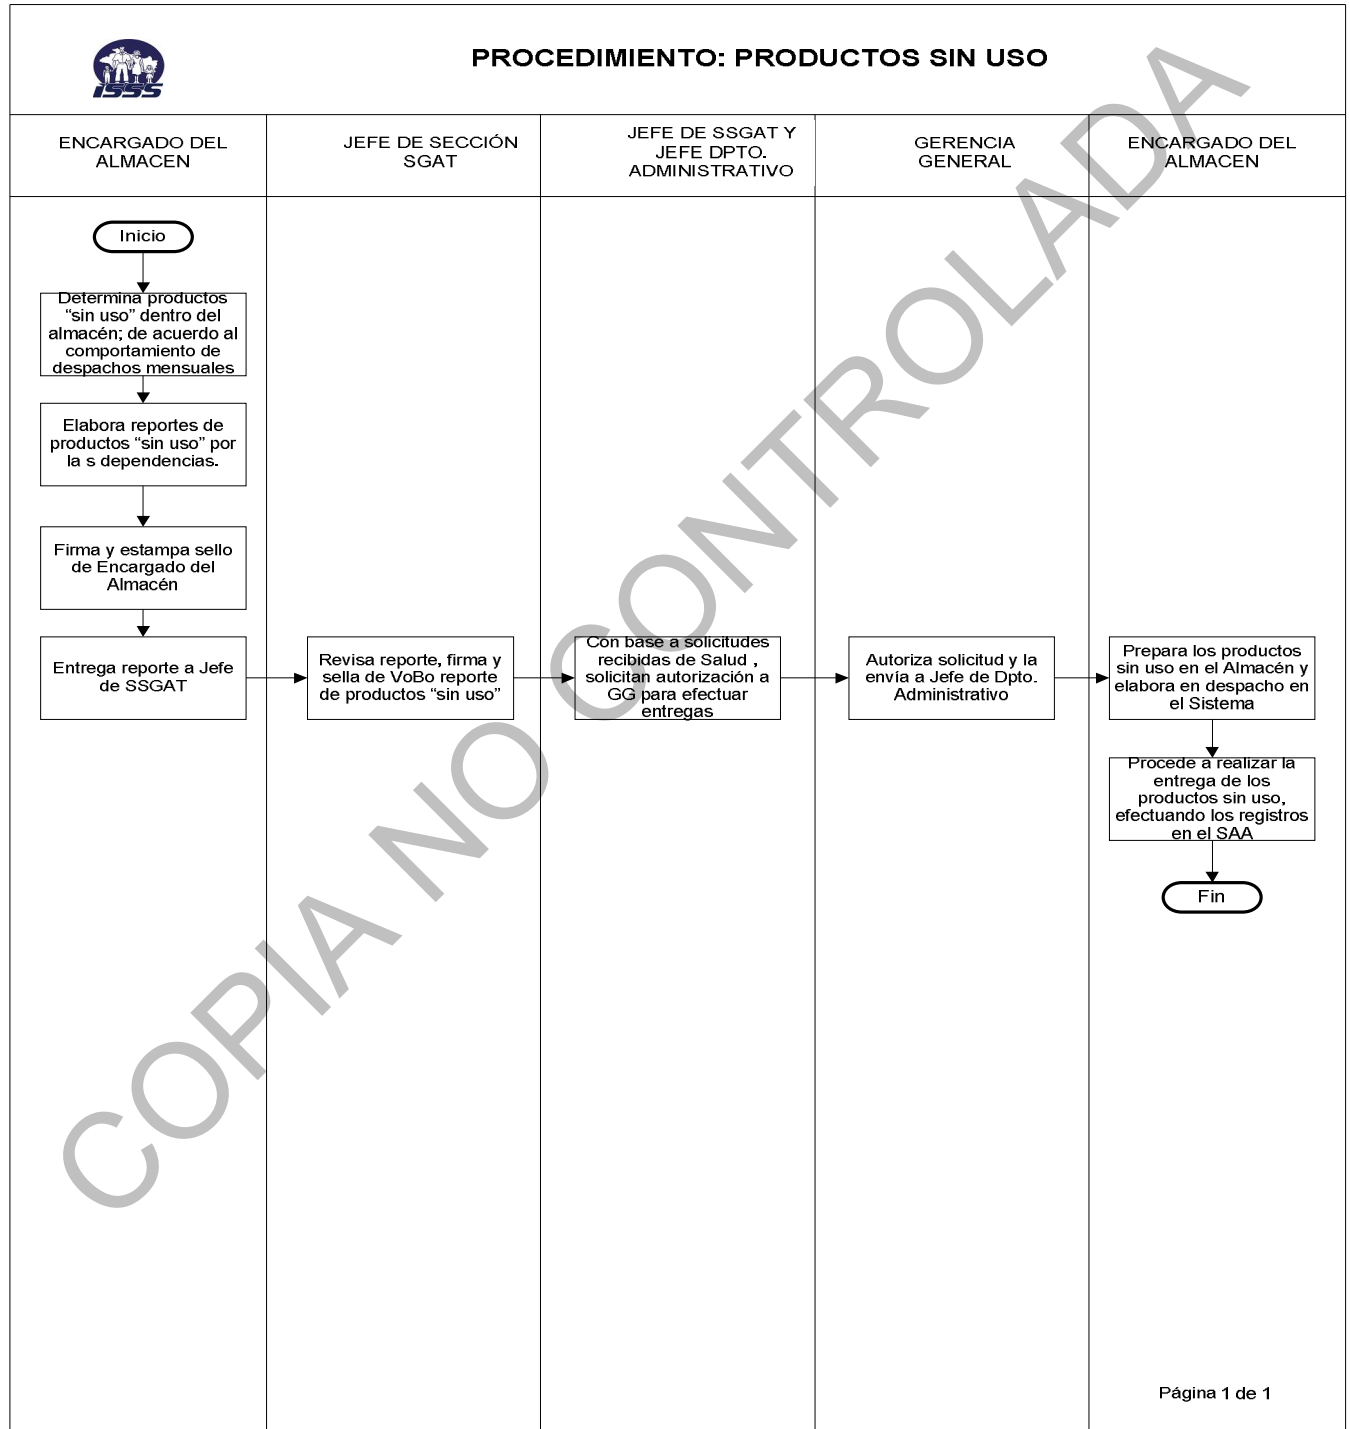 ISSS
PROCEDIMIENTO: PRODUCTOS SIN USO
ENCARGADO DEL
ALMACEN
JEFE DE SECCIÓN
SGAT
JEFE DE SSGAT Y
JEFE DPTO.
ADMINISTRATIVO
GERENCIA
GENERAL
ENCARGADO DEL
ALMACEN
Inicio
Determina productos
“sin uso” dentro del
almacén; de acuerdo al
comportamiento de
despachos mensuales
Elabora reportes de
productos “sin uso” por
la s dependencias.
Firma y estampa sello
de Encargado del
Almacén
Entrega reporte a Jefe
de SSGAT
Revisa reporte, firma y
sella de VoBo reporte
de productos “sin uso”
Con base a solicitudes
recibidas de Salud ,
solicitan autorización a
GG para efectuar
entregas
Autoriza solicitud y la
envía a Jefe de Dpto.
Administrativo
Prepara los productos
sin uso en el Almacén y
elabora en despacho en
el Sistema
Procede a realizar la
entrega de los
productos sin uso,
efectuando los registros
en el SAA
Fin
COPIA NO CONTROLADA
Página 1 de 1